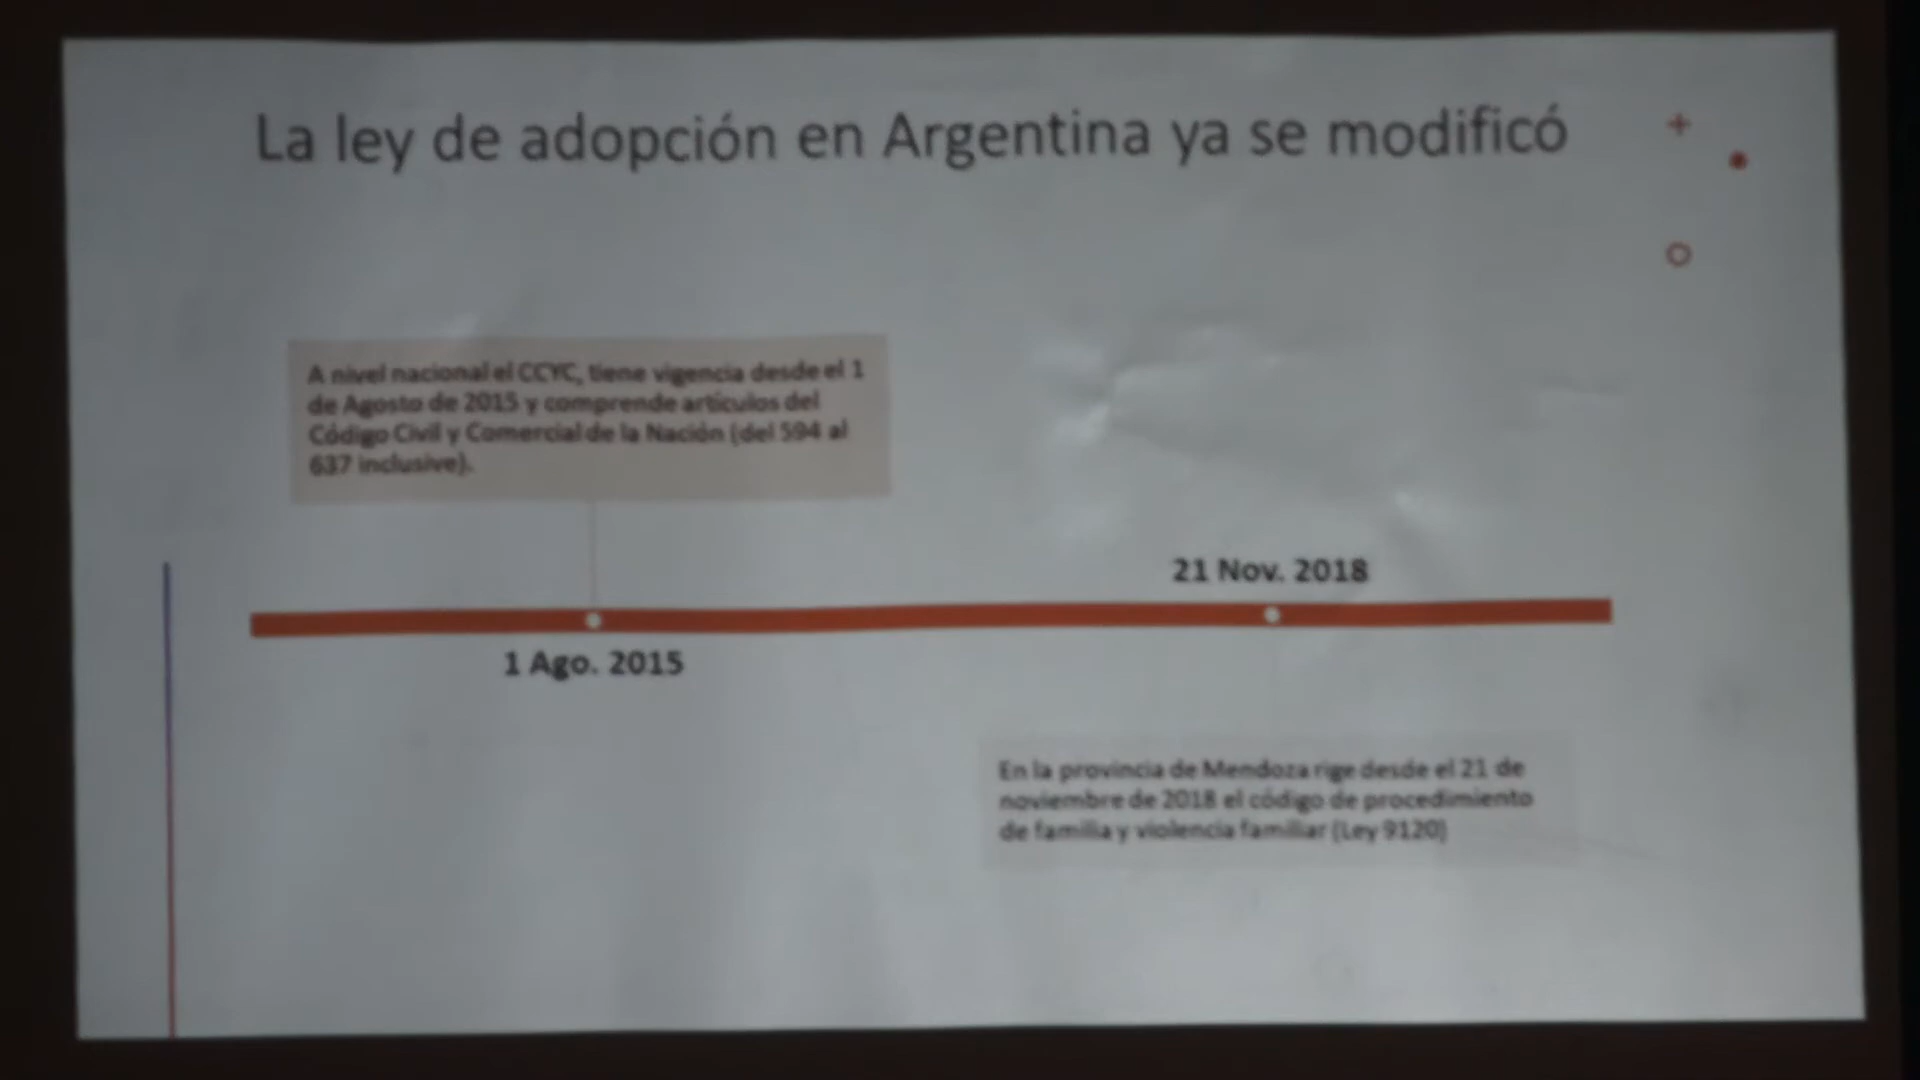 La ley de adopción en Argentina ya se modificó
A nivel nacional el CCYC, tiene vigencia desde el 1
de Agosto de 2015 y comprende artículos del
Código Civil y Comercial de la Nación (del 594 al
637 inclusive).
21 Nov. 2018
1 Ago. 2015
En la provincia de Mendoza rige desde el 21 de
noviembre de 2018 el código de procedimiento
de familia y violencia familiar (Ley 9120)